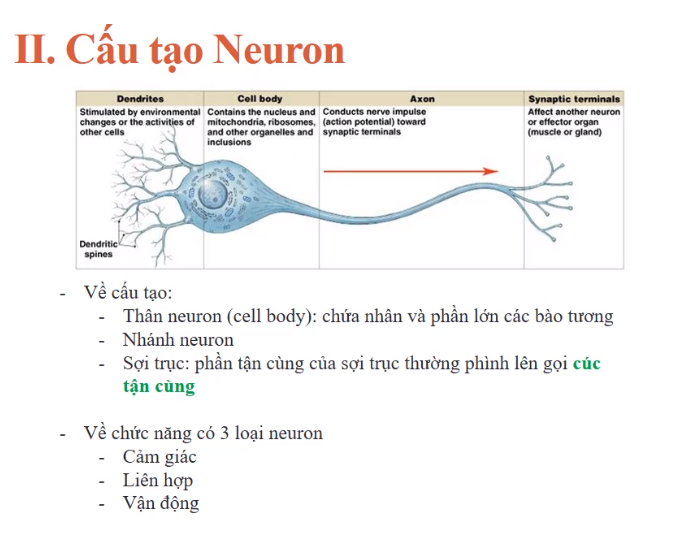 II. Cấu tạo Neuron
Dendrites
Stimulated by environmental
changes or the activities of
other cells
Cell body
Contains the nucleus and
mitochondria, ribosomes,
and other organelles and
inclusions
Axon
Conducts nerve impulse
(action potential) toward
synaptic terminals
Synaptic terminals
Affect another neuron
or effector organ
(muscle or gland)
Dendritic
spines
- Về cấu tạo:
- Thân neuron (cell body): chứa nhân và phần lớn các bào tương
- Nhánh neuron
- Sợi trục: phần tận cùng của sợi trục thường phình lên gọi cúc
tận cùng
- Về chức năng có 3 loại neuron
- Cảm giác
- Liên hợp
- Vận động